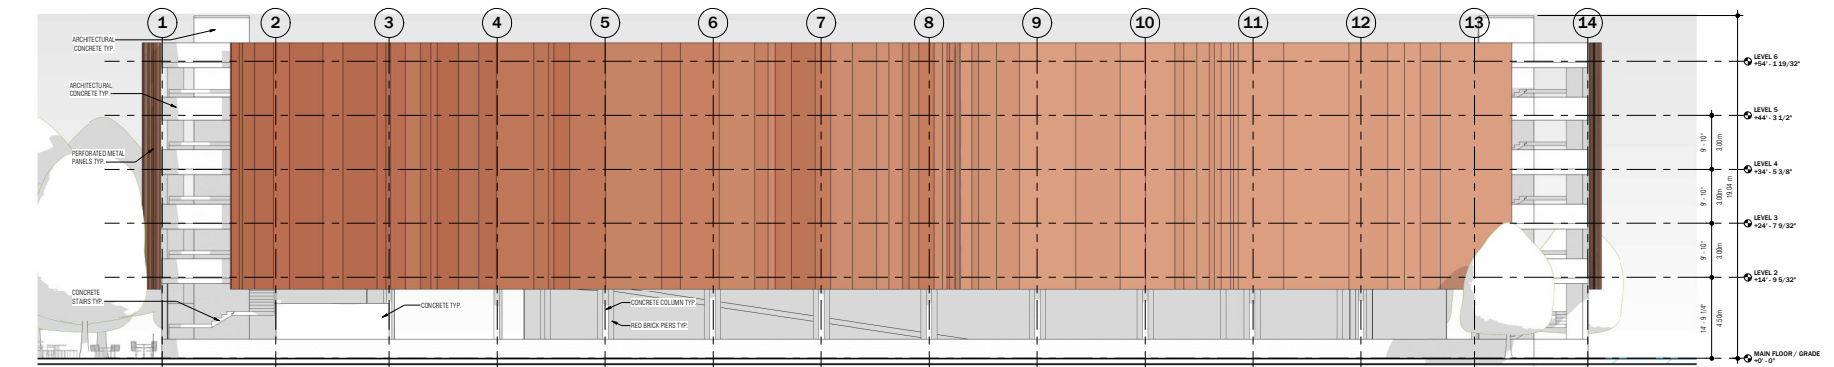 1 2 3 4 5 6 7 8 9 10 11 12 13 14
ARCHITECTURAL
CONCRETE TYP.
ARCHITECTURAL
CONCRETE TYP.
PERFORATED METAL
PANELS TYP.
CONCRETE
STAIRS TYP.
CONCRETE TYP.
CONCRETE COLUMN TYP.
RED BRICK PIERS TYP.
LEVEL 6
+54' - 1 19/32"
LEVEL 5
+44' - 3 1/2"
LEVEL 4
+34' - 5 3/8"
LEVEL 3
+24' - 7 9/32"
LEVEL 2
+14' - 9 5/32"
MAIN FLOOR / GRADE
+0' - 0"
9' - 10"
3.00m
9' - 10"
3.00m
9' - 10"
3.00m
14' - 9 1/4"
4.50m
19.04 m